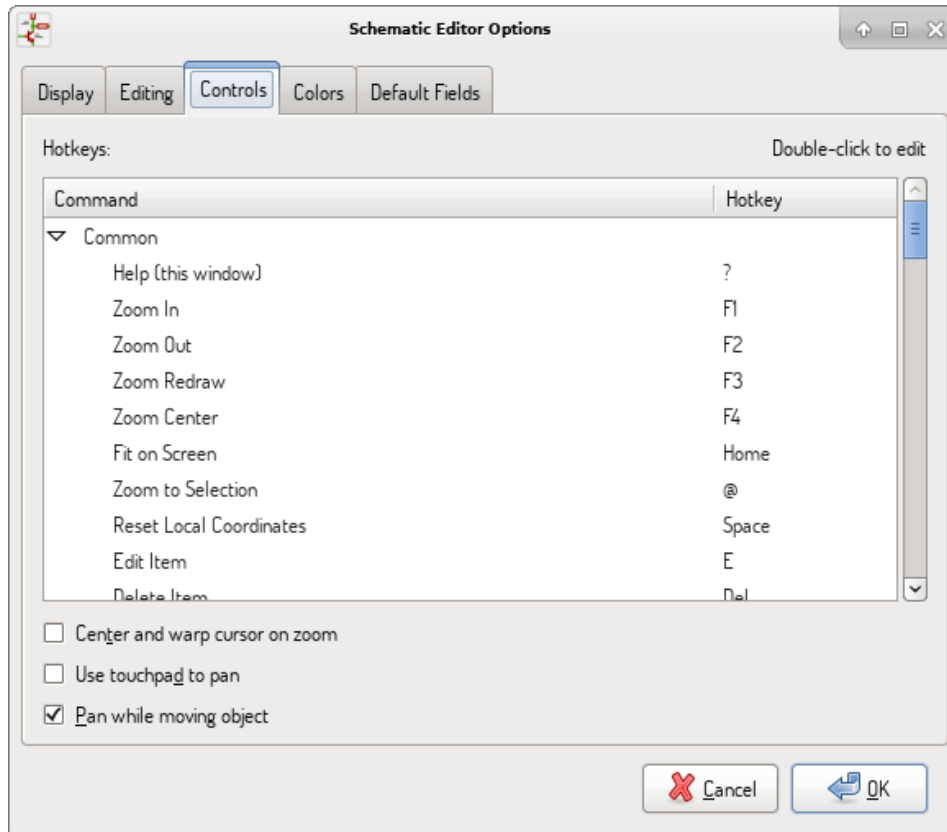 Schematic Editor Options
Display Editing Controls Colors Default Fields
Hotkeys: Double-click to edit
Command Hotkey
Common
Help (this window) ?
Zoom In F1
Zoom Out F2
Zoom Redraw F3
Zoom Center F4
Fit on Screen Home
Zoom to Selection @
Reset Local Coordinates Space
Edit Item E
Delete Item Del
Center and warp cursor on zoom
Use touchpad to pan
Pan while moving object
Cancel OK